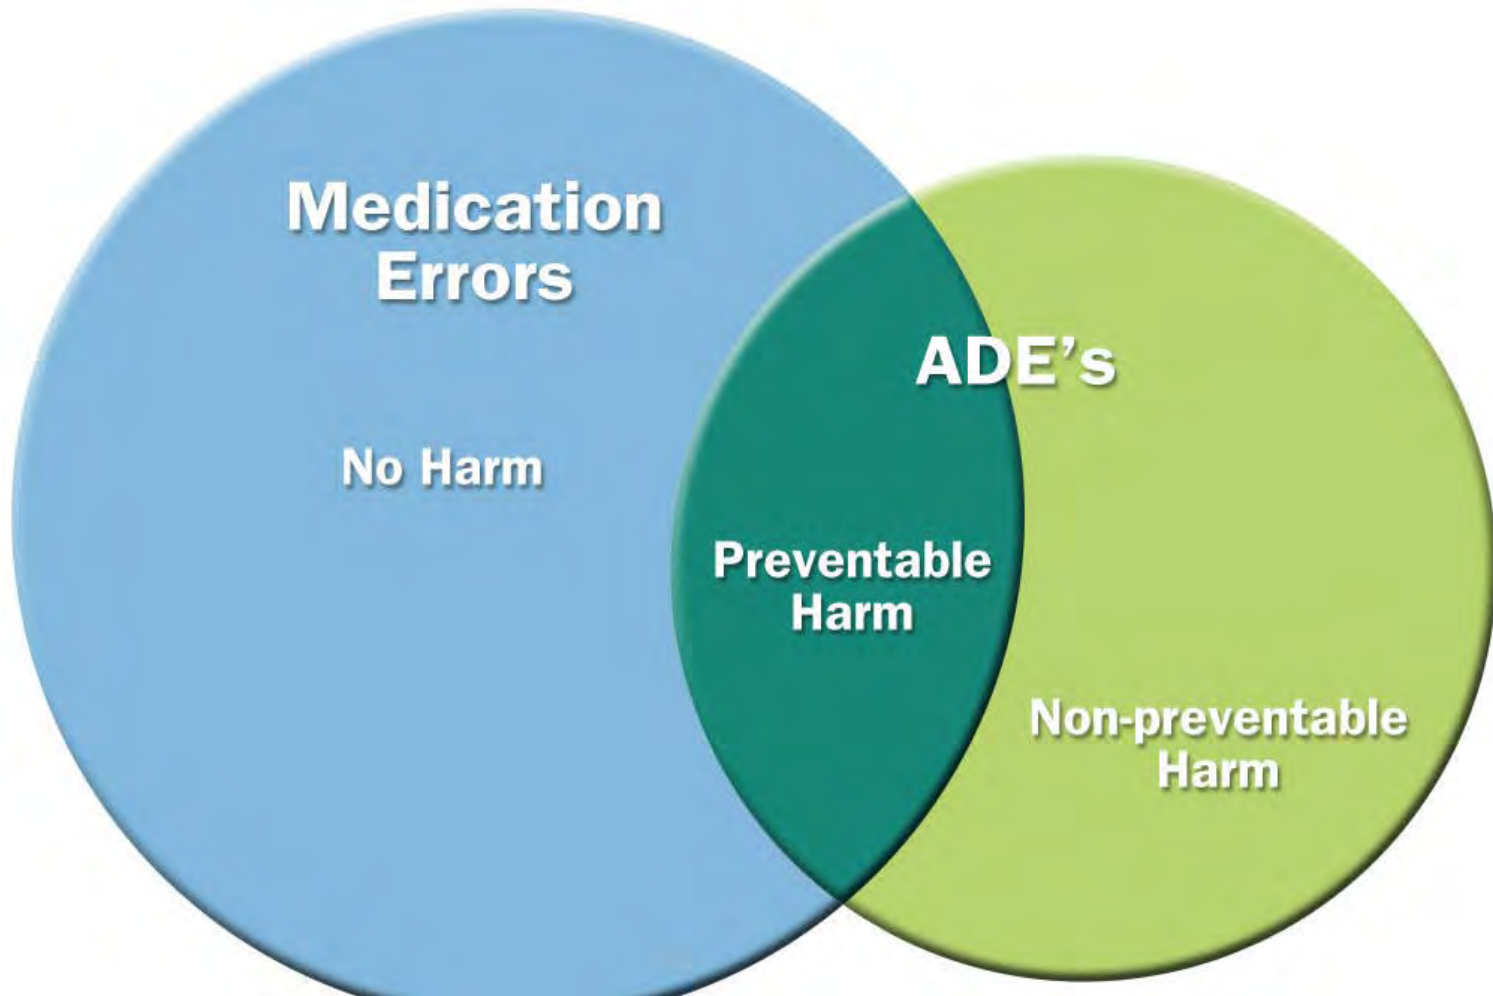 Medication
Errors
ADE’s
No Harm
Preventable
Harm
Non-preventable
Harm